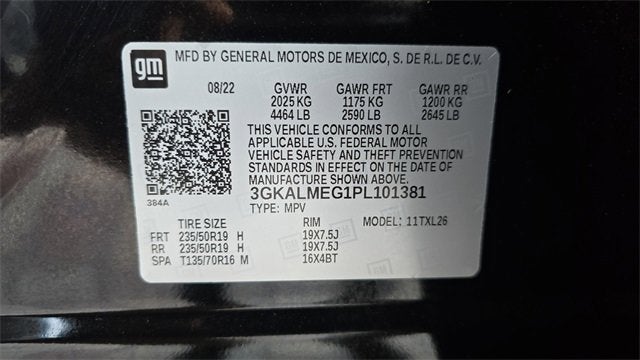 gm
MFD BY GENERAL MOTORS DE MEXICO, S. DE R.L. DE C.V.
08/22 GVWR GAWR FRT GAWR RR
2025 KG 1175 KG 1200 KG
4464 LB 2590 LB 2645 LB
THIS VEHICLE CONFORMS TO ALL
APPLICABLE U.S. FEDERAL MOTOR
VEHICLE SAFETY AND THEFT PREVENTION
STANDARDS IN EFFECT ON THE DATE OF
MANUFACTURE SHOWN ABOVE.
384A 3GKALMEG1PL101381
TYPE: MPV
TIRE SIZE RIM MODEL: 11TXL26
FRT 235/50R19 H 19X7.5J
RR 235/50R19 H 19X7.5J
SPA T135/70R16 M 16X4BT